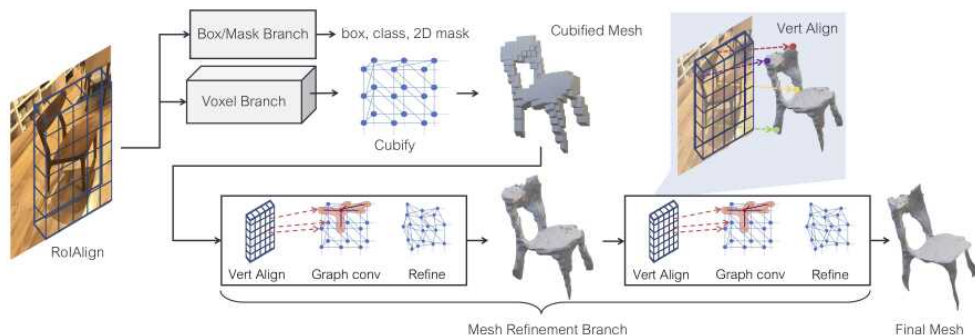 Box/Mask Branch
box, class, 2D mask
Cubified Mesh
Vert Align
Voxel Branch
Cubify
RoIAlign
Vert Align
Graph conv
Refine
Vert Align
Graph conv
Refine
Mesh Refinement Branch
Final Mesh